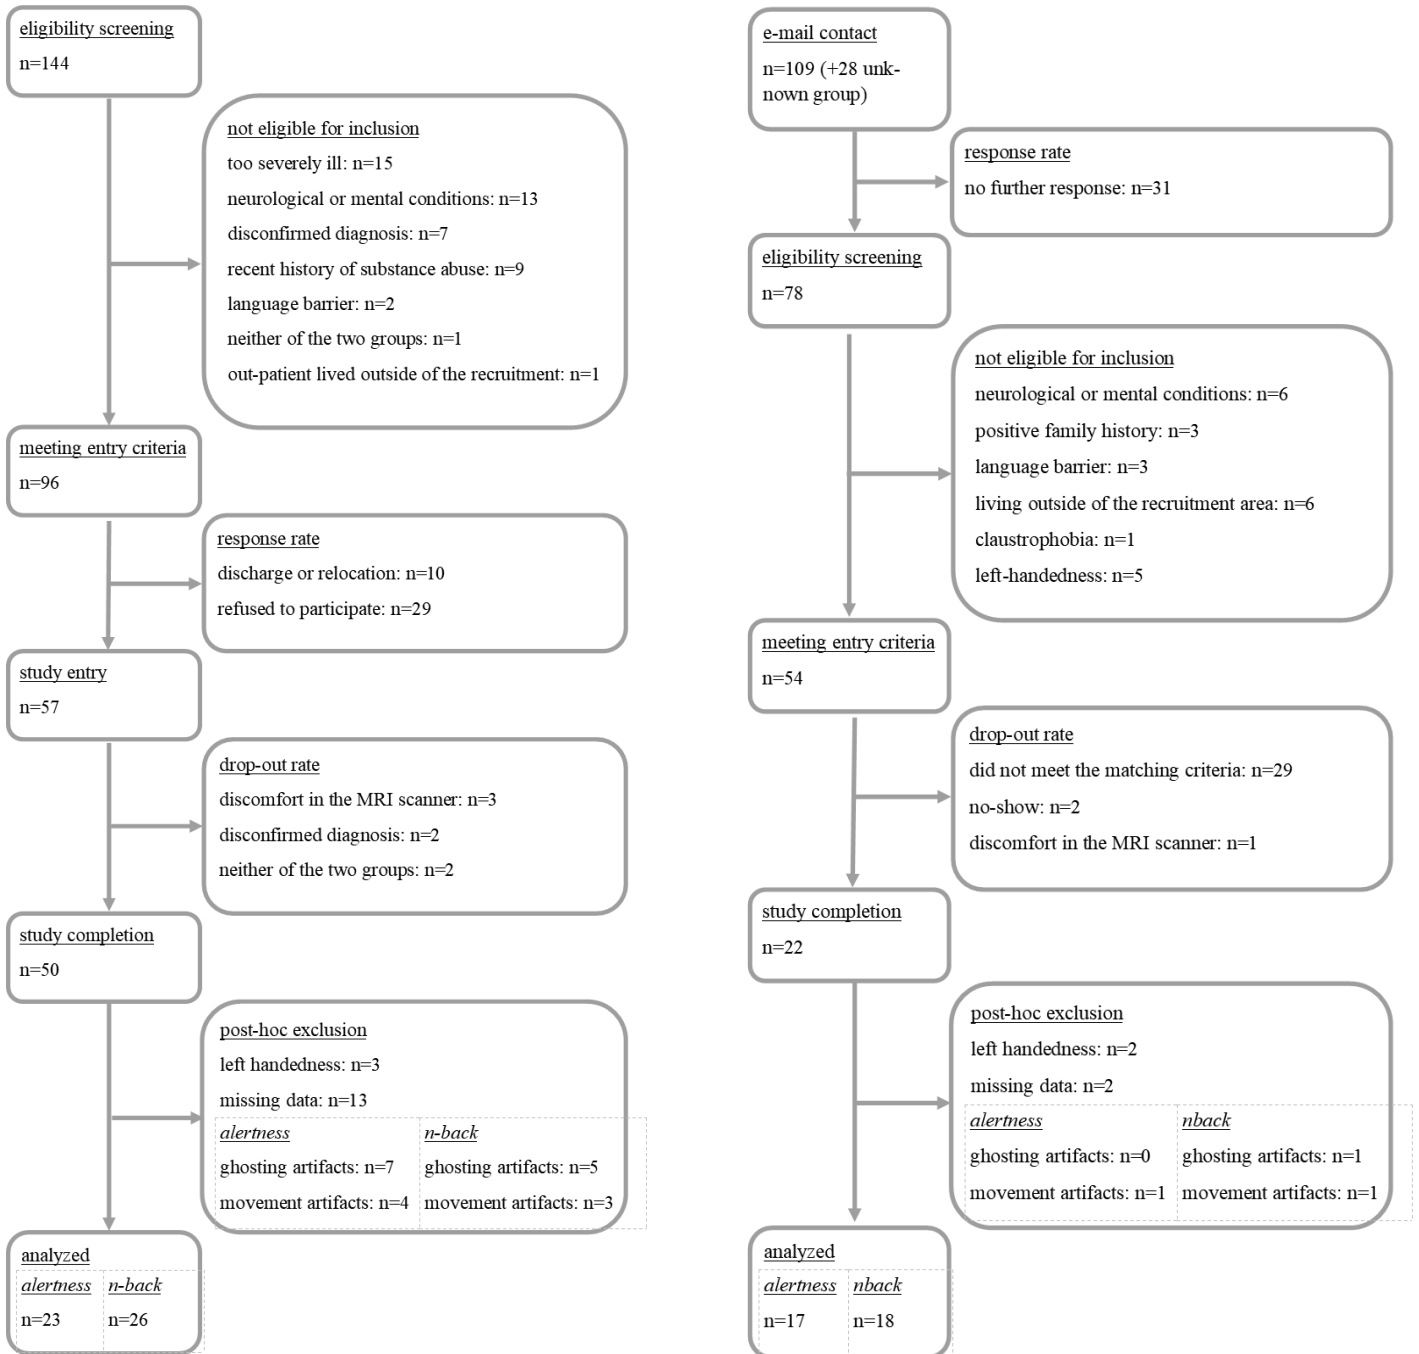 eligibility screening
n=144
not eligible for inclusion
too severely ill: n=15
neurological or mental conditions: n=13
disconfirmed diagnosis: n=7
recent history of substance abuse: n=9
language barrier: n=2
neither of the two groups: n=1
out-patient lived outside of the recruitment: n=1
meeting entry criteria
n=96
response rate
discharge or relocation: n=10
refused to participate: n=29
study entry
n=57
drop-out rate
discomfort in the MRI scanner: n=3
disconfirmed diagnosis: n=2
neither of the two groups: n=2
study completion
n=50
post-hoc exclusion
left handedness: n=3
missing data: n=13
alertness n-back
ghosting artifacts: n=7 ghosting artifacts: n=5
movement artifacts: n=4 movement artifacts: n=3
analyzed
alertness n-back
n=23 n=26
e-mail contact
n=109 (+28 unk-
nown group)
response rate
no further response: n=31
eligibility screening
n=78
not eligible for inclusion
neurological or mental conditions: n=6
positive family history: n=3
language barrier: n=3
living outside of the recruitment area: n=6
claustrophobia: n=1
left-handedness: n=5
meeting entry criteria
n=54
drop-out rate
did not meet the matching criteria: n=29
no-show: n=2
discomfort in the MRI scanner: n=1
study completion
n=22
post-hoc exclusion
left handedness: n=2
missing data: n=2
alertness nback
ghosting artifacts: n=0 ghosting artifacts: n=1
movement artifacts: n=1 movement artifacts: n=1
analyzed
alertness nback
n=17 n=18